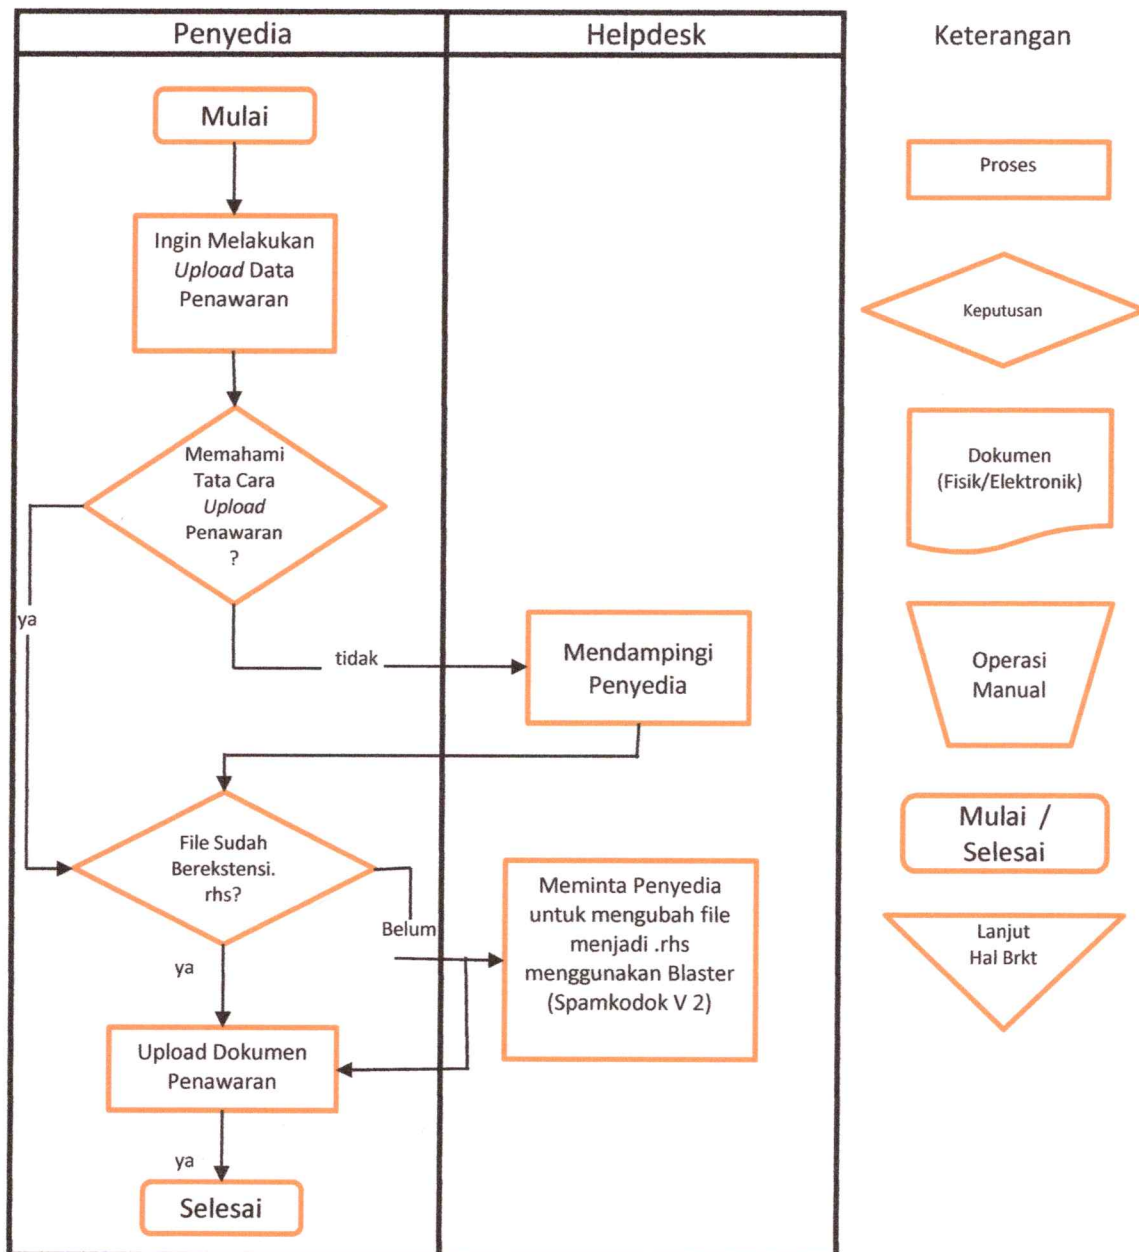 Penyedia
Helpdesk
Keterangan
Mulai
Ingin Melakukan
Upload Data
Penawaran
Memahami
Tata Cara
Upload
Penawaran
?
ya
tidak
Mendampingi
Penyedia
File Sudah
Berekstensi.
rhs?
Belum
Meminta Penyedia
untuk mengubah file
menjadi .rhs
menggunakan Blaster
(Spamkodok V 2)
ya
Upload Dokumen
Penawaran
ya
Selesai
Proses
Keputusan
Dokumen
(Fisik/Elektronik)
Operasi
Manual
Mulai /
Selesai
Lanjut
Hal Brkt